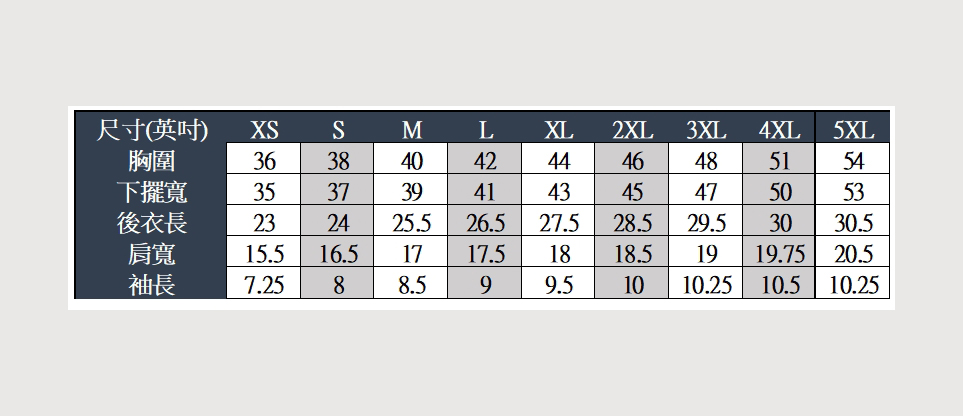 尺寸(英吋) XS S M L XL 2XL 3XL 4XL 5XL
胸圍 36 38 40 42 44 46 48 51 54
下擺寬 35 37 39 41 43 45 47 50 53
後衣長 23 24 25.5 26.5 27.5 28.5 29.5 30 30.5
肩寬 15.5 16.5 17 17.5 18 18.5 19 19.75 20.5
袖長 7.25 8 8.5 9 9.5 10 10.25 10.5 10.25